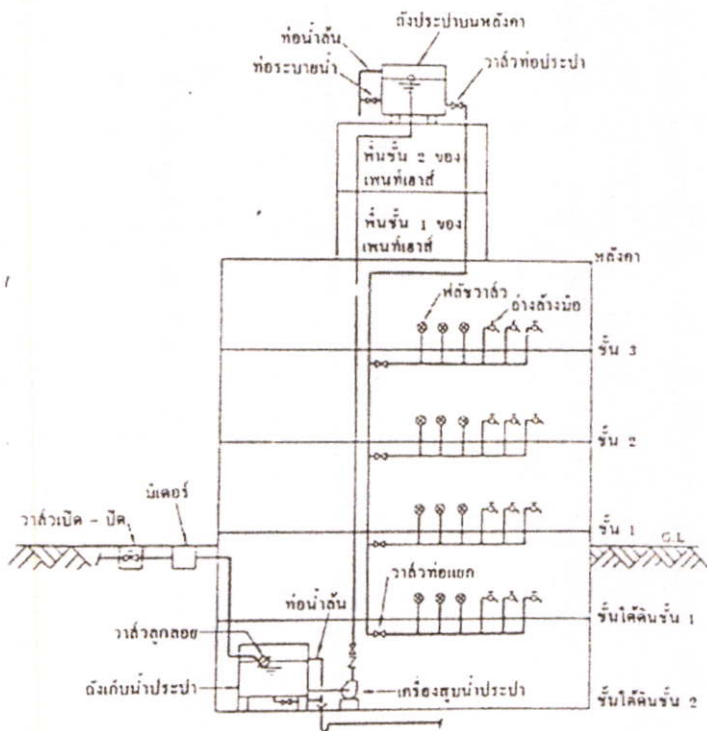 ถังประปาบนหลังคา
ท่อน้ำล้น
วาล์วท่อประปา
ท่อระบายน้ำ
พื้นชั้น 2 ของ
เพนท์เฮาส์
พื้นชั้น 1 ของ
เพนท์เฮาส์
หลังคา
ฟลัชวาล์ว
อ่างล้างมือ
ชั้น 3
ชั้น 2
มิเตอร์
วาล์วเปิด - ปิด
ชั้น 1
G.L
วาล์วท่อแยก
ท่อน้ำล้น
ชั้นใต้ดินชั้น 1
วาล์วลูกลอย
ถังเก็บน้ำประปา
เครื่องสูบน้ำประปา
ชั้นใต้ดินชั้น 2